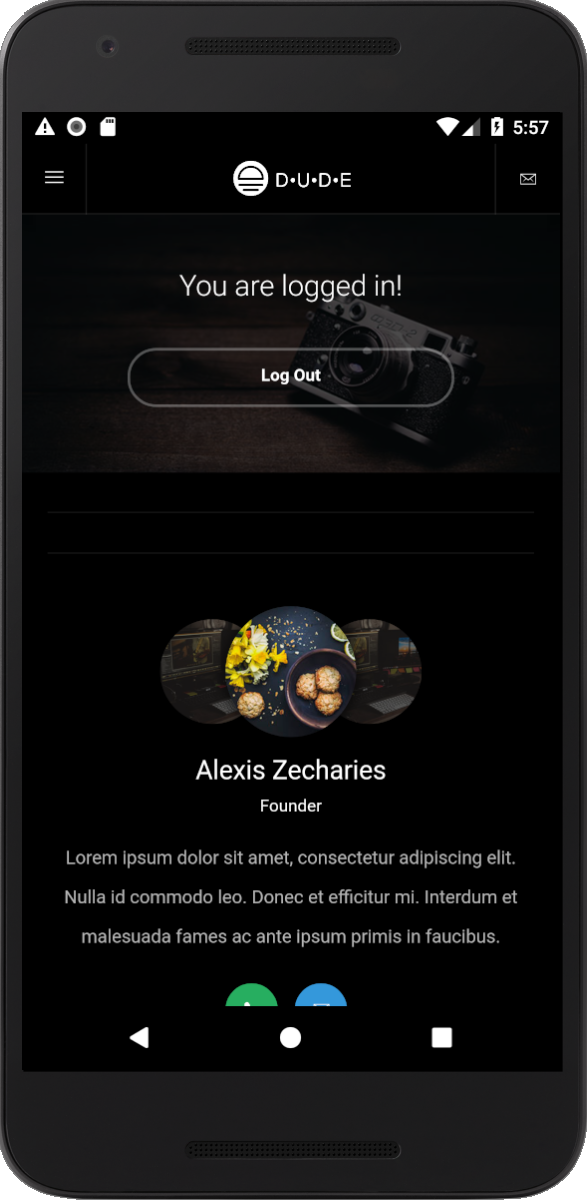 5:57
D•U•D•E
You are logged in!
Log Out
Alexis Zecharies
Founder
Lorem ipsum dolor sit amet, consectetur adipiscing elit.
Nulla id commodo leo. Donec et efficitur mi. Interdum et
malesuada fames ac ante ipsum primis in faucibus.